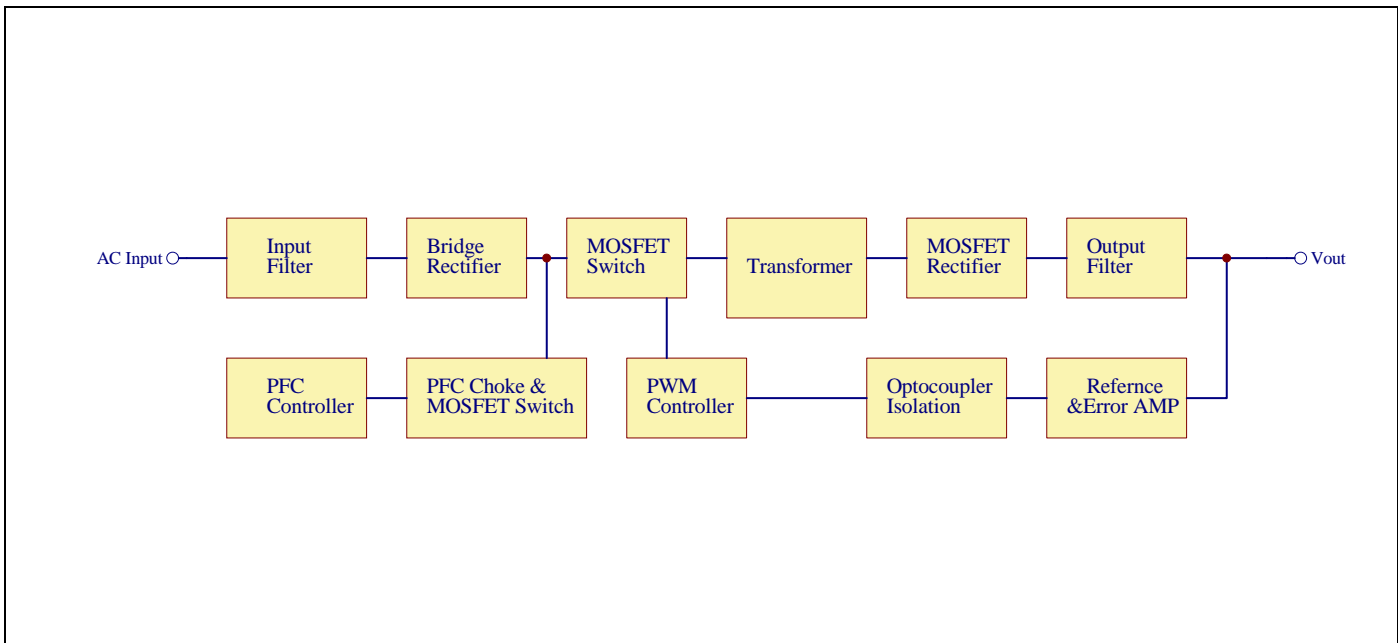 AC Input
Input
Filter
Bridge
Rectifier
MOSFET
Switch
Transformer
MOSFET
Rectifier
Output
Filter
Vout
PFC
Controller
PFC Choke &
MOSFET Switch
PWM
Controller
Optocoupler
Isolation
Refernce
&Error AMP